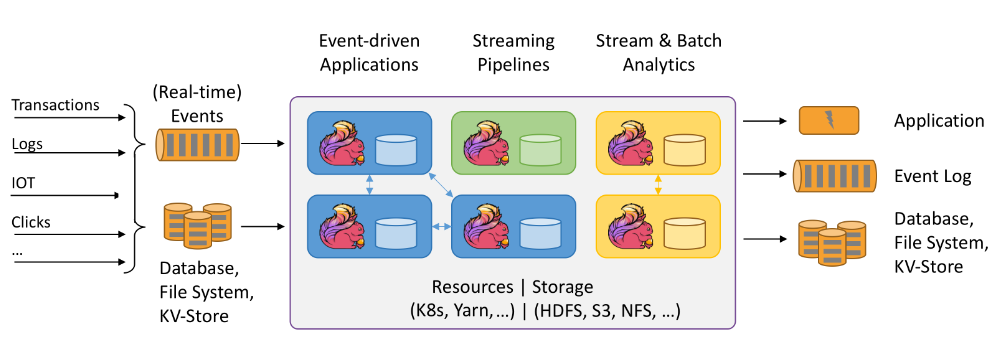 Event-driven
Applications
Streaming
Pipelines
Stream & Batch
Analytics
Transactions
Logs
IOT
Clicks
...
(Real-time)
Events
Database,
File System,
KV-Store
Resources | Storage
(K8s, Yarn,...) | (HDFS, S3, NFS, ...)
Application
Event Log
Database,
File System,
KV-Store